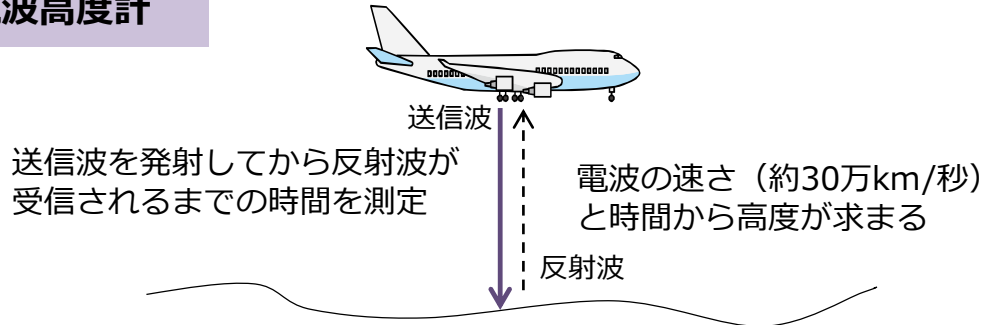 波高度計
送信波
送信波を発射してから反射波が
受信されるまでの時間を測定
電波の速さ（約30万km/秒）
と時間から高度が求まる
反射波